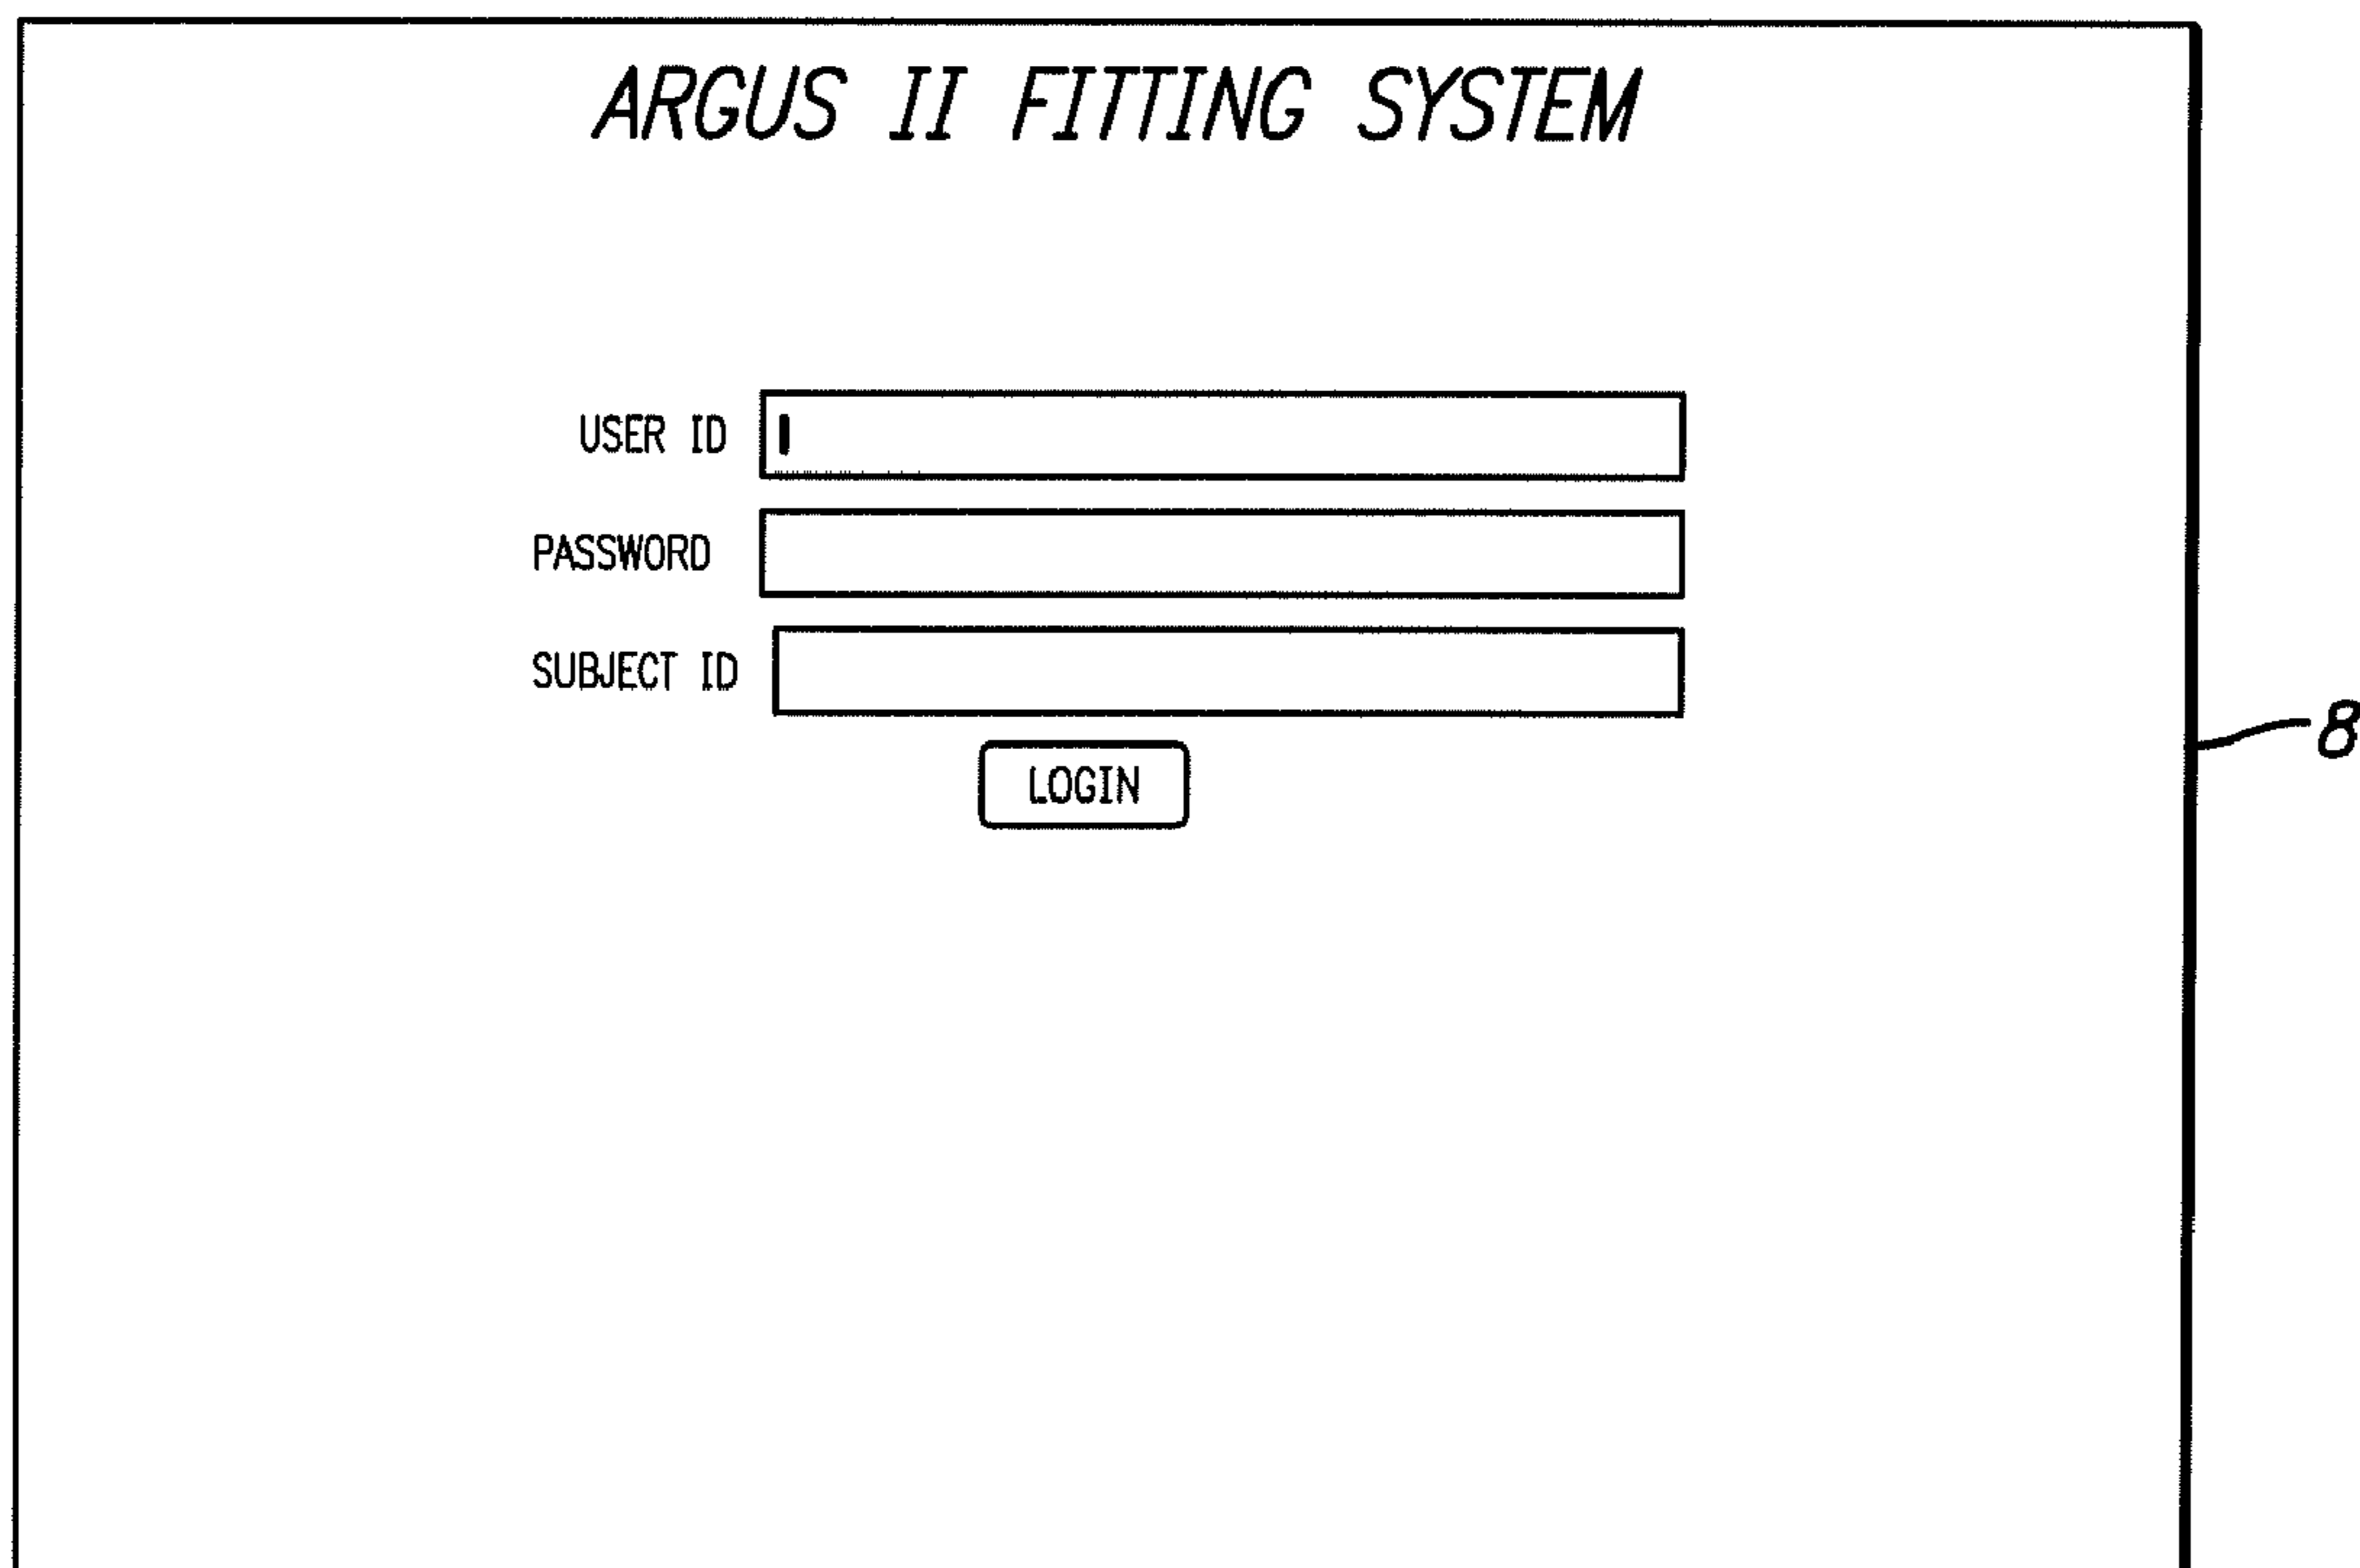 ARGUS II FITTING SYSTEM
USER ID
PASSWORD
SUBJECT ID
LOGIN
8